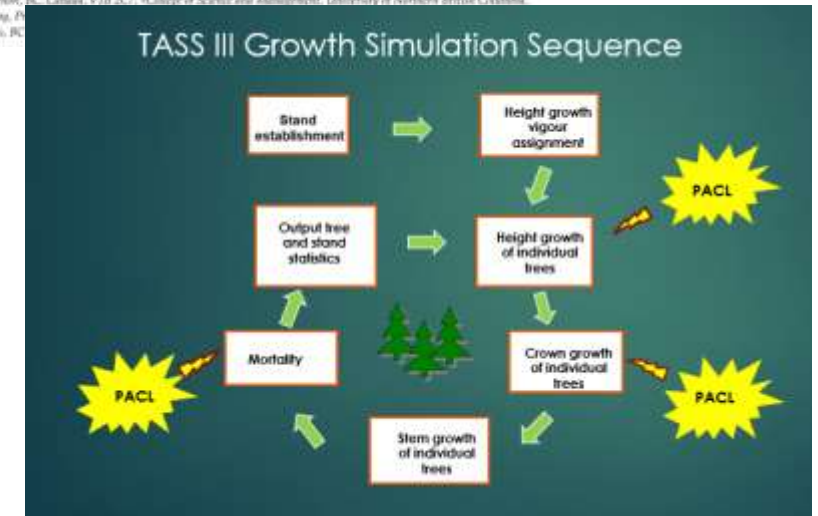 TASS III Growth Simulation Sequence
Stand
establishment
Height growth
vigour
assignment
PACL
Output tree
and stand
statistics
Height growth
of individual
trees
Mortality
Crown growth
of individual
trees
PACL
PACL
Stem growth
of individual
trees